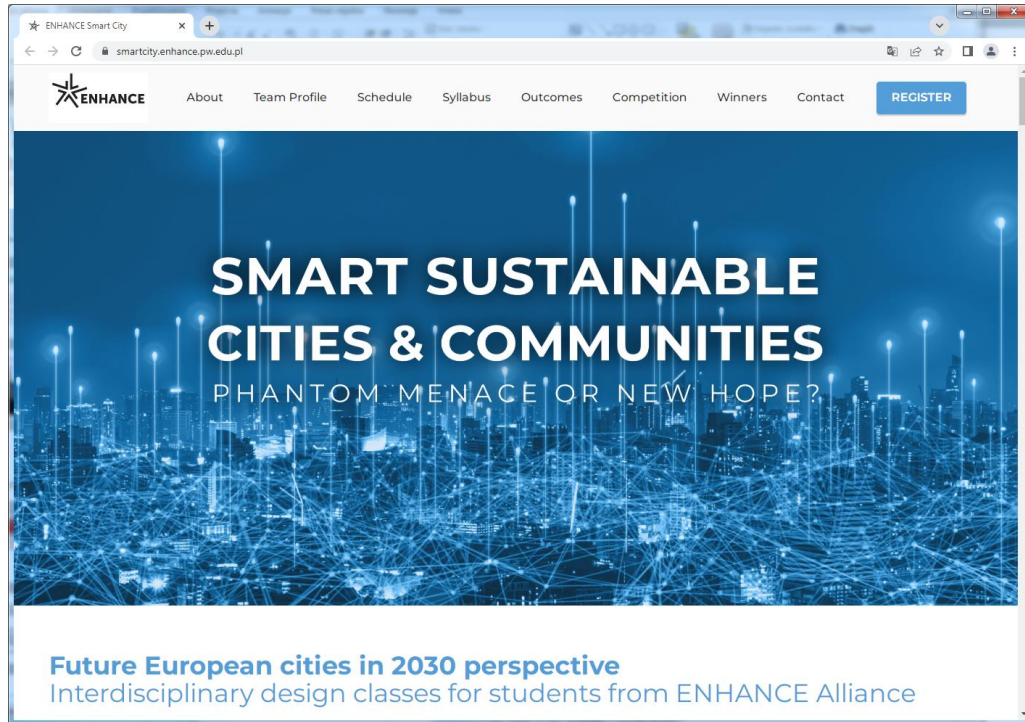 ENHANCE Smart City
smartcity.enhance.pw.edu.pl
ENHANCE
About Team Profile Schedule Syllabus Outcomes Competition Winners Contact REGISTER
SMART SUSTAINABLE
CITIES & COMMUNITIES
PHANTOM MENACE OR NEW HOPE?
Future European cities in 2030 perspective
Interdisciplinary design classes for students from ENHANCE Alliance